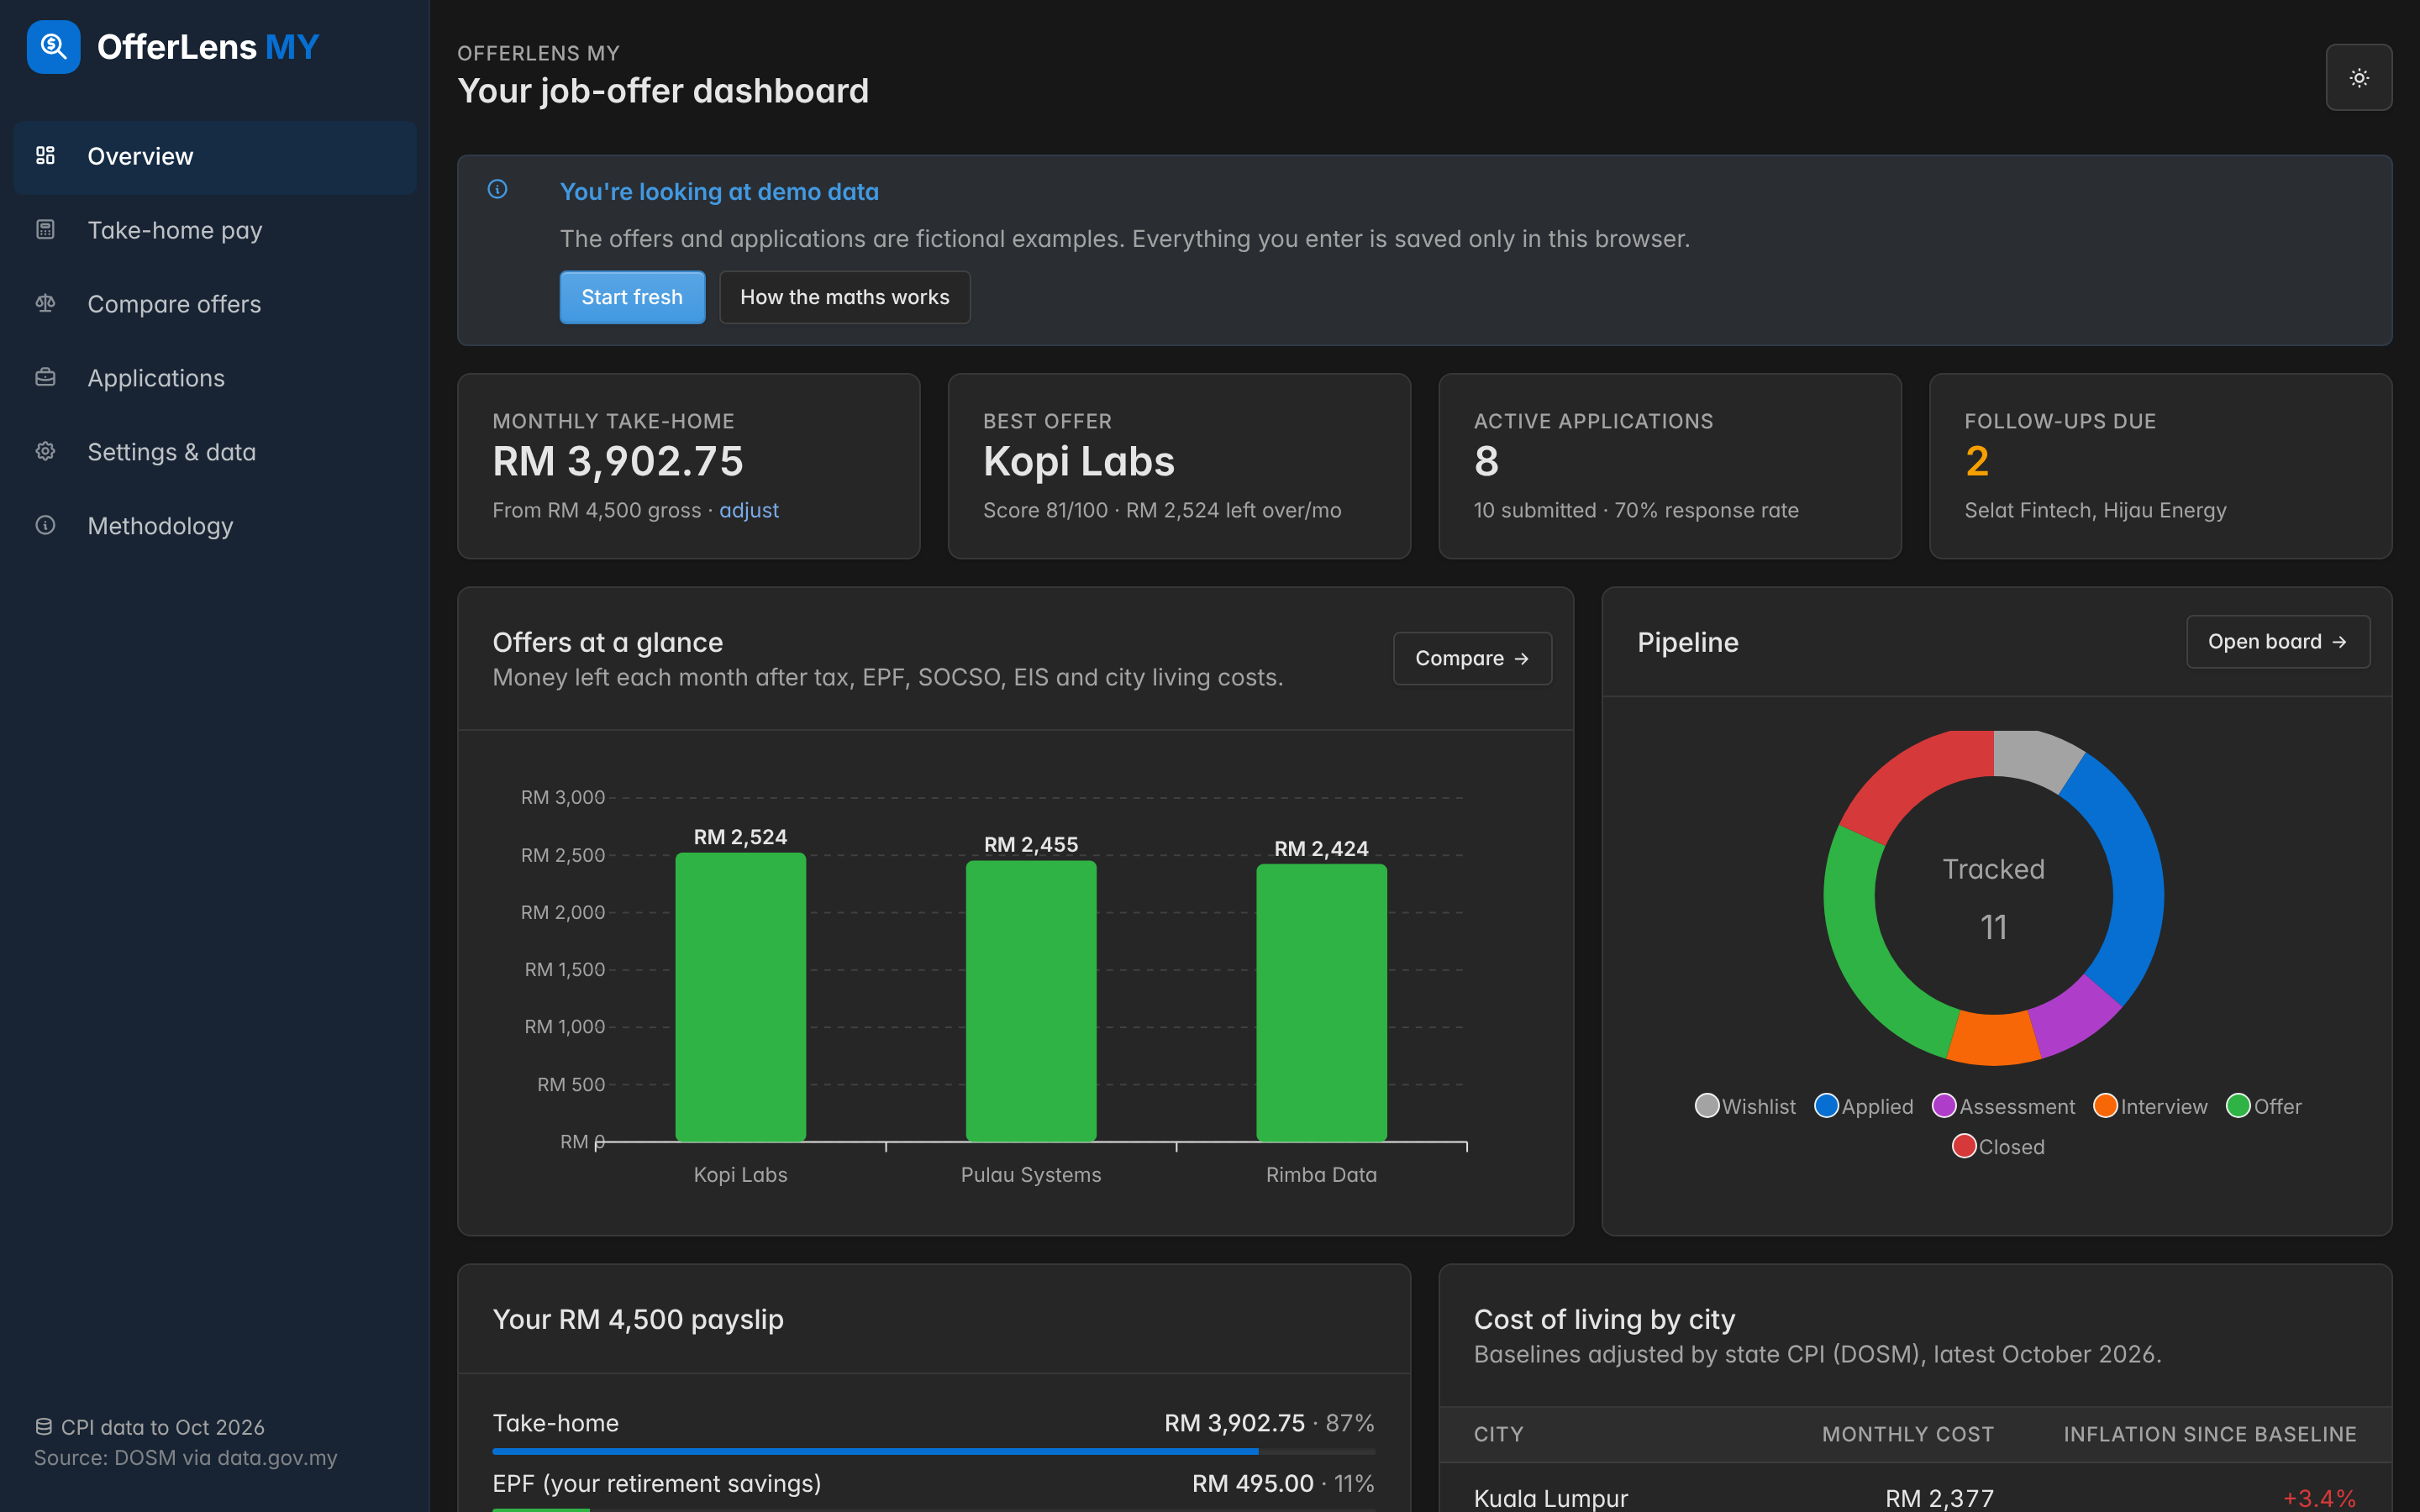 OfferLens MY
Overview
Take-home pay
Compare offers
Applications
Settings & data
Methodology
CPI data to Oct 2026
Source: DOSM via data.gov.my
OFFERLENS MY
Your job-offer dashboard
You're looking at demo data
The offers and applications are fictional examples. Everything you enter is saved only in this browser.
Start fresh
How the maths works
MONTHLY TAKE-HOME
RM 3,902.75
From RM 4,500 gross · adjust
BEST OFFER
Kopi Labs
Score 81/100 · RM 2,524 left over/mo
ACTIVE APPLICATIONS
8
10 submitted · 70% response rate
FOLLOW-UPS DUE
2
Selat Fintech, Hijau Energy
Offers at a glance
Money left each month after tax, EPF, SOCSO, EIS and city living costs.
Compare →
RM 3,000
RM 2,500
RM 2,000
RM 1,500
RM 1,000
RM 500
RM 0
RM 2,524
RM 2,455
RM 2,424
Kopi Labs
Pulau Systems
Rimba Data
Pipeline
Open board →
Tracked
11
Wishlist Applied Assessment Interview Offer
Closed
Your RM 4,500 payslip
Take-home RM 3,902.75 · 87%
EPF (your retirement savings) RM 495.00 · 11%
Cost of living by city
Baselines adjusted by state CPI (DOSM), latest October 2026.
CITY MONTHLY COST INFLATION SINCE BASELINE
Kuala Lumpur RM 2,377 +3.4%